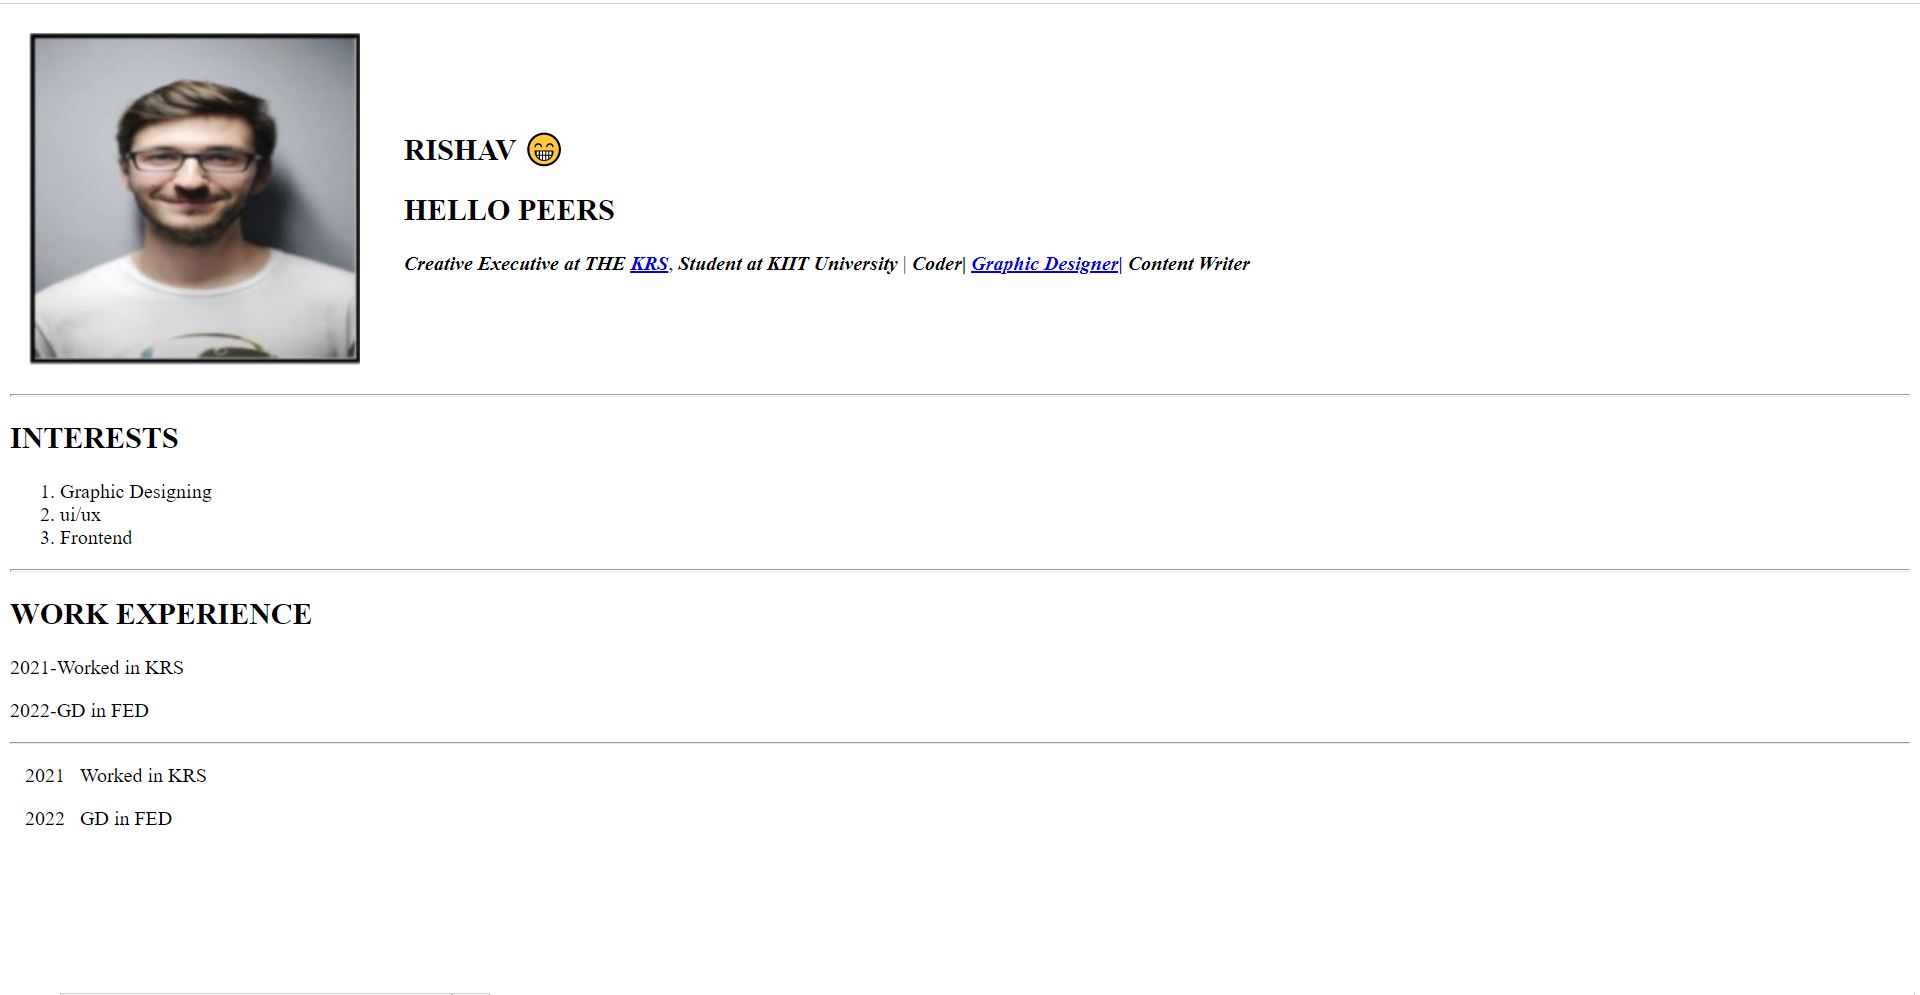 RISHAV 😁
HELLO PEERS
Creative Executive at THE KRS, Student at KIIT University | Coder| Graphic Designer| Content Writer
INTERESTS
1. Graphic Designing
2. ui/ux
3. Frontend
WORK EXPERIENCE
2021-Worked in KRS
2022-GD in FED
2021 Worked in KRS
2022 GD in FED